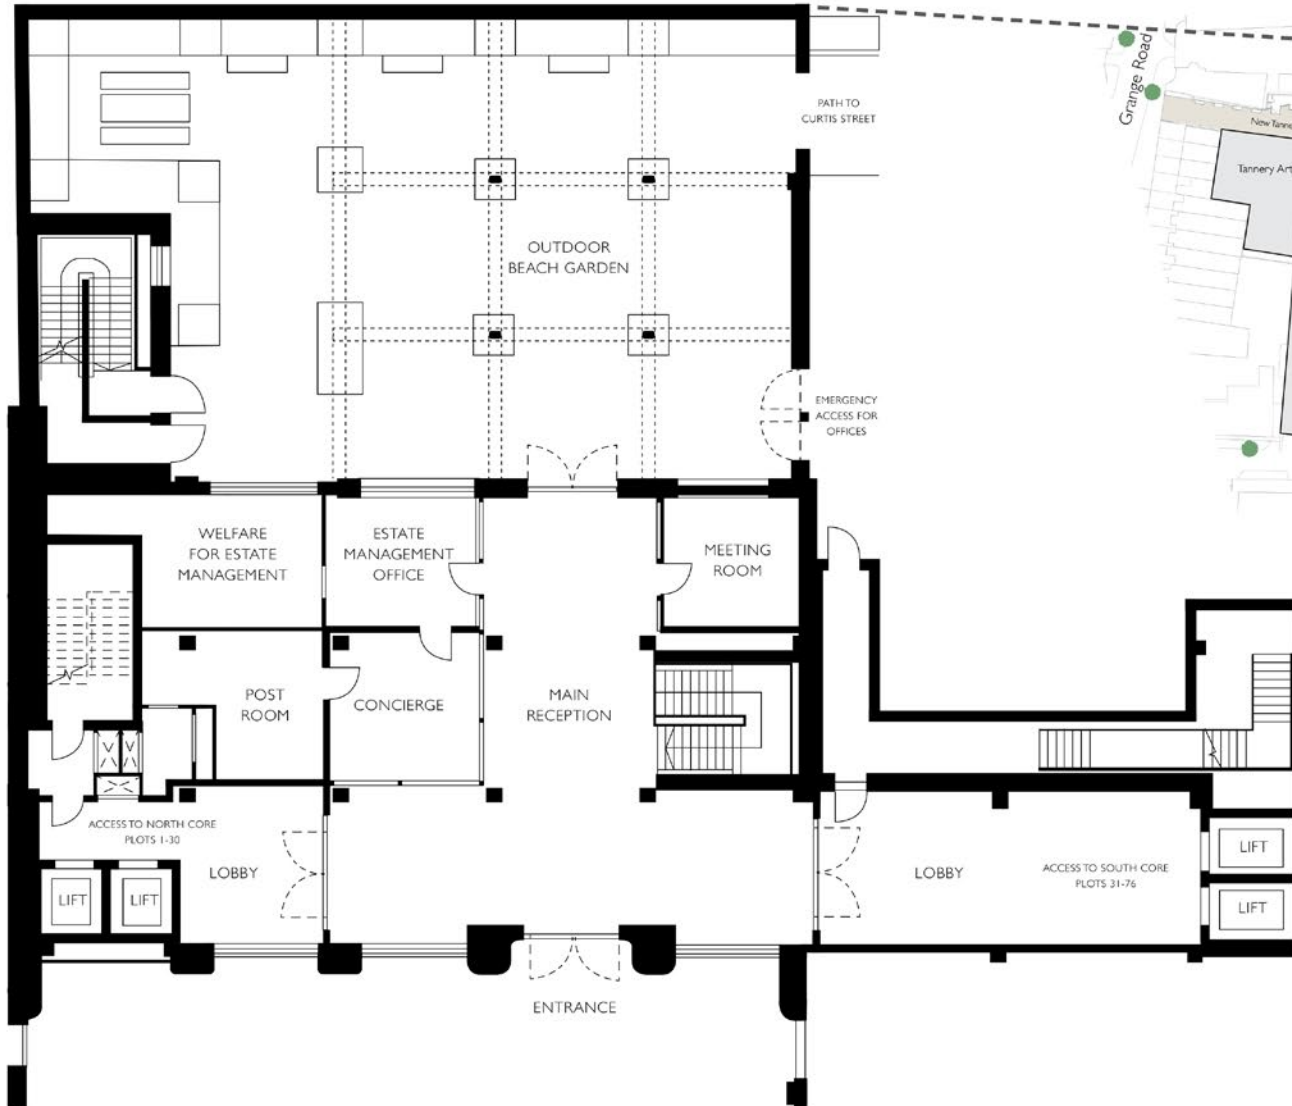 Grange Road
PATH TO
CURTIS STREET
New Tanne
Tannery Art
OUTDOOR
BEACH GARDEN
EMERGENCY
ACCESS FOR
OFFICES
WELFARE
FOR ESTATE
MANAGEMENT
ESTATE
MANAGEMENT
OFFICE
MEETING
ROOM
POST
ROOM
CONCIERGE
MAIN
RECEPTION
ACCESS TO NORTH CORE
PLOTS 1-30
LOBBY
LIFT
LIFT
LOBBY
ACCESS TO SOUTH CORE
PLOTS 31-76
LIFT
LIFT
ENTRANCE